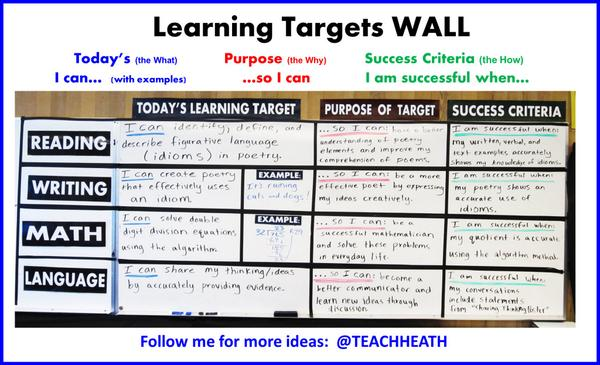 Learning Targets WALL
Today's (the What) Purpose (the Why) Success Criteria (the How)
I can... (with examples) ...so I can I am successful when...
TODAY'S LEARNING TARGET PURPOSE OF TARGET SUCCESS CRITERIA
READING
I can identify, define, and
describe figurative language
(idioms) in poetry.
...so I can: have a better
understanding of poetry
elements and improve my
comprehension of poems.
I am successful when:
my written, verbal, and
text examples accurately
shows my knowledge of idioms.
WRITING
I can create poetry
that effectively uses
an idiom
EXAMPLE:
It's raining
cats and dogs!
...so I can: be a more
effective poet by expressing
my ideas creatively.
I am successful when:
my poetry shows an
accurate use of
idioms.
MATH
I can solve double
digit division equations
using the algorithm.
EXAMPLE:
...so I can: be a
successful mathematician
and solve these problems
in everyday life.
I am successful when:
my quotient is accurate
using the algorithm method.
LANGUAGE
I can share my thinking/ideas
by accurately providing evidence.
...so I can: become a
better communicator and
learn new ideas through
discussion
I am successful when:
my conversations
include statements
from "Sharing Thinking
Follow me for more ideas: @TEACHHEATH